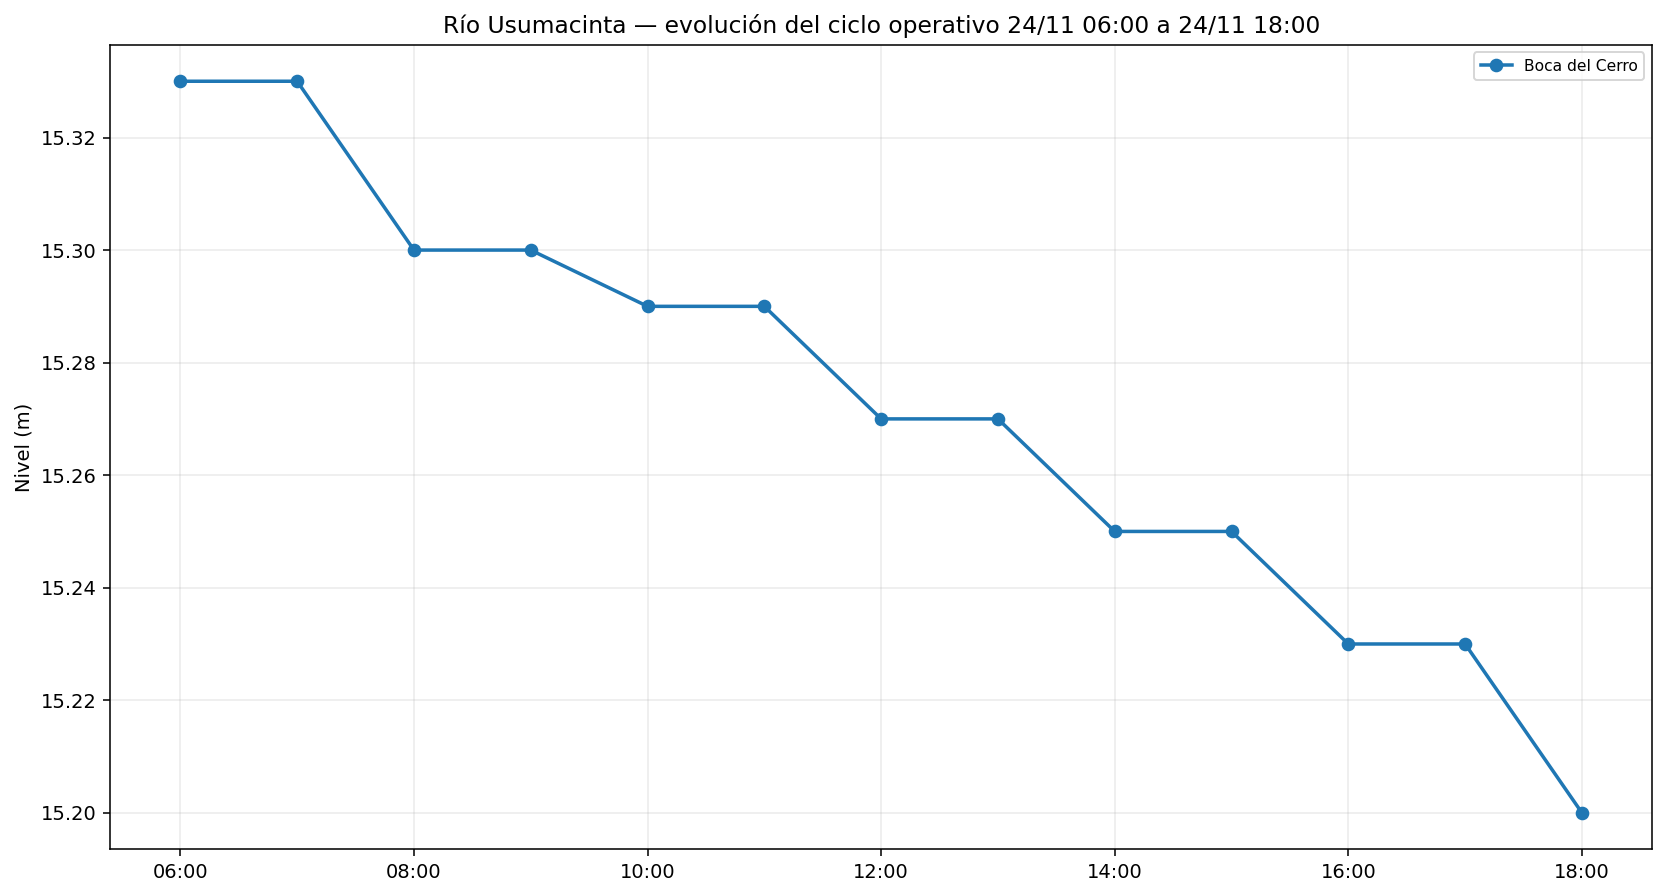 Río Usumacinta — evolución del ciclo operativo 24/11 06:00 a 24/11 18:00
Boca del Cerro
Nivel (m)
15.32
15.30
15.28
15.26
15.24
15.22
15.20
06:00 08:00 10:00 12:00 14:00 16:00 18:00